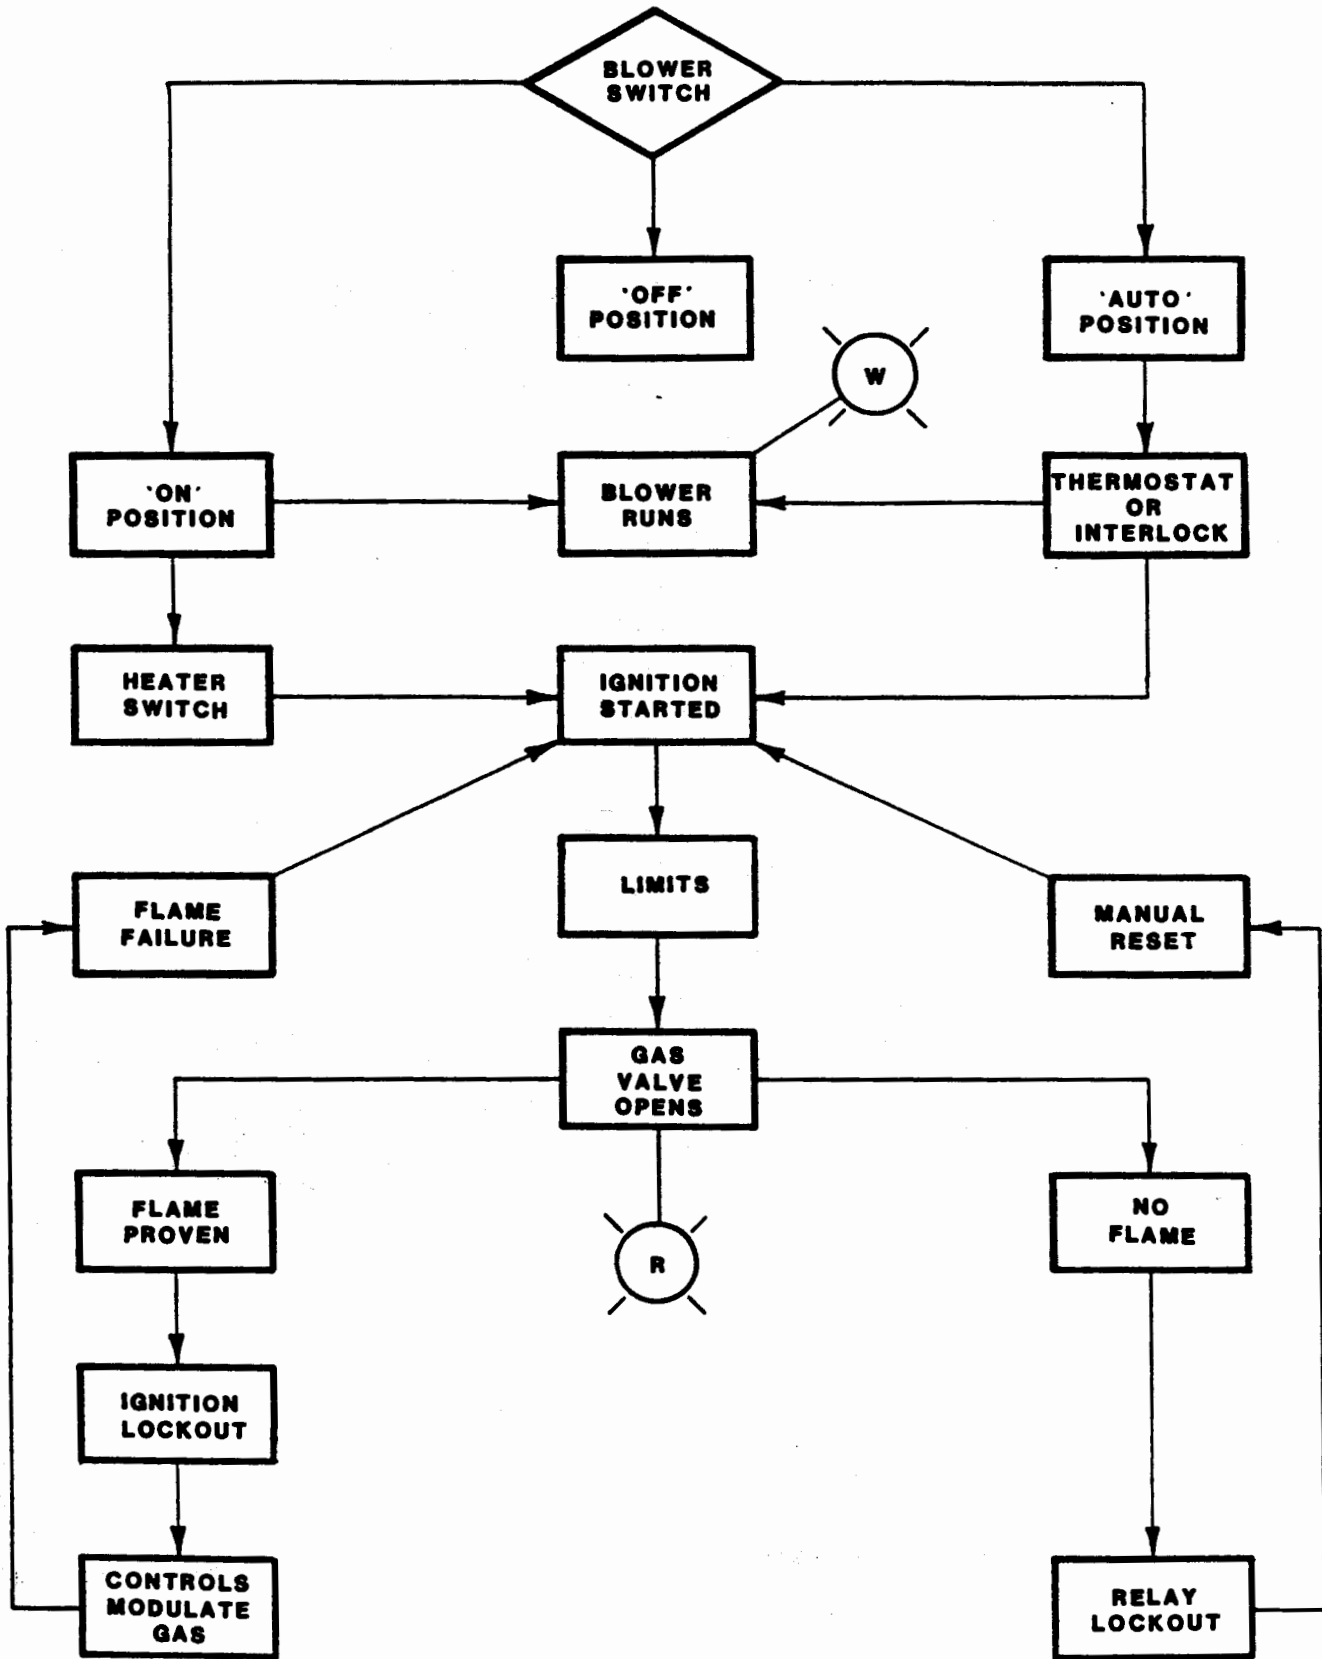 BLOWER
SWITCH
'OFF'
POSITION
'AUTO'
POSITION
W
'ON'
POSITION
BLOWER
RUNS
THERMOSTAT
OR
INTERLOCK
HEATER
SWITCH
IGNITION
STARTED
LIMITS
FLAME
FAILURE
MANUAL
RESET
GAS
VALVE
OPENS
FLAME
PROVEN
NO
FLAME
R
IGNITION
LOCKOUT
CONTROLS
MODULATE
GAS
RELAY
LOCKOUT